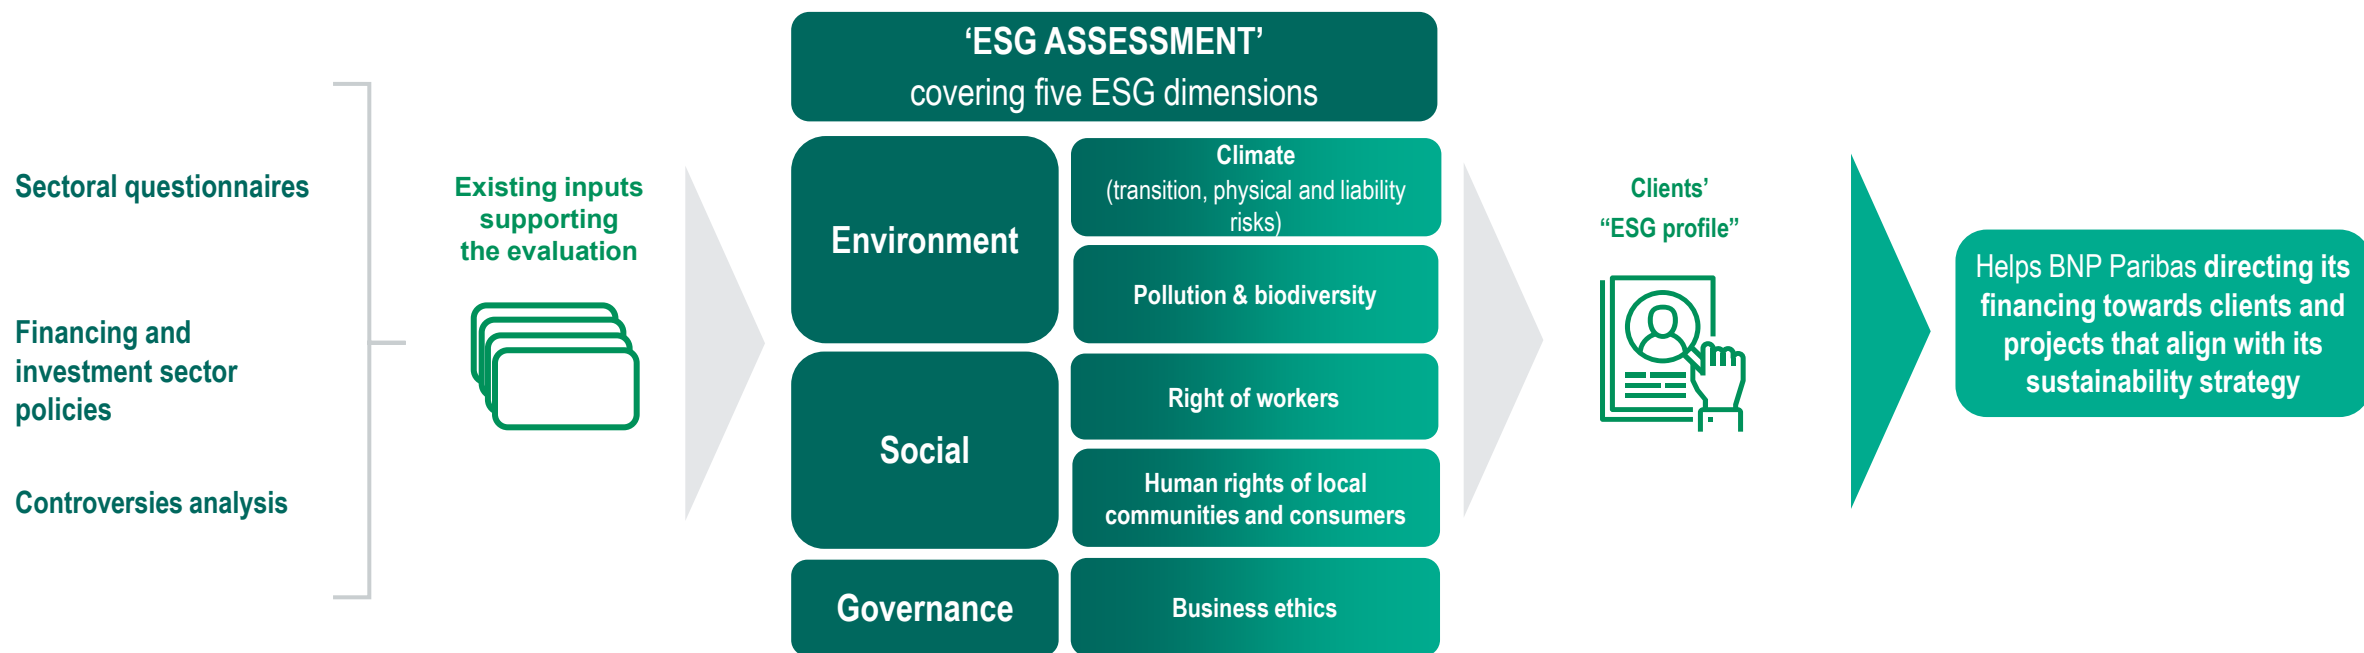 Sectoral questionnaires
Financing and
investment sector
policies
Controversies analysis
Existing inputs
supporting
the evaluation
‘ESG ASSESSMENT’
covering five ESG dimensions
Environment
Climate
(transition, physical and liability
risks)
Pollution & biodiversity
Social
Right of workers
Human rights of local
communities and consumers
Governance
Business ethics
Clients’
“ESG profile”
Helps BNP Paribas directing its
financing towards clients and
projects that align with its
sustainability strategy